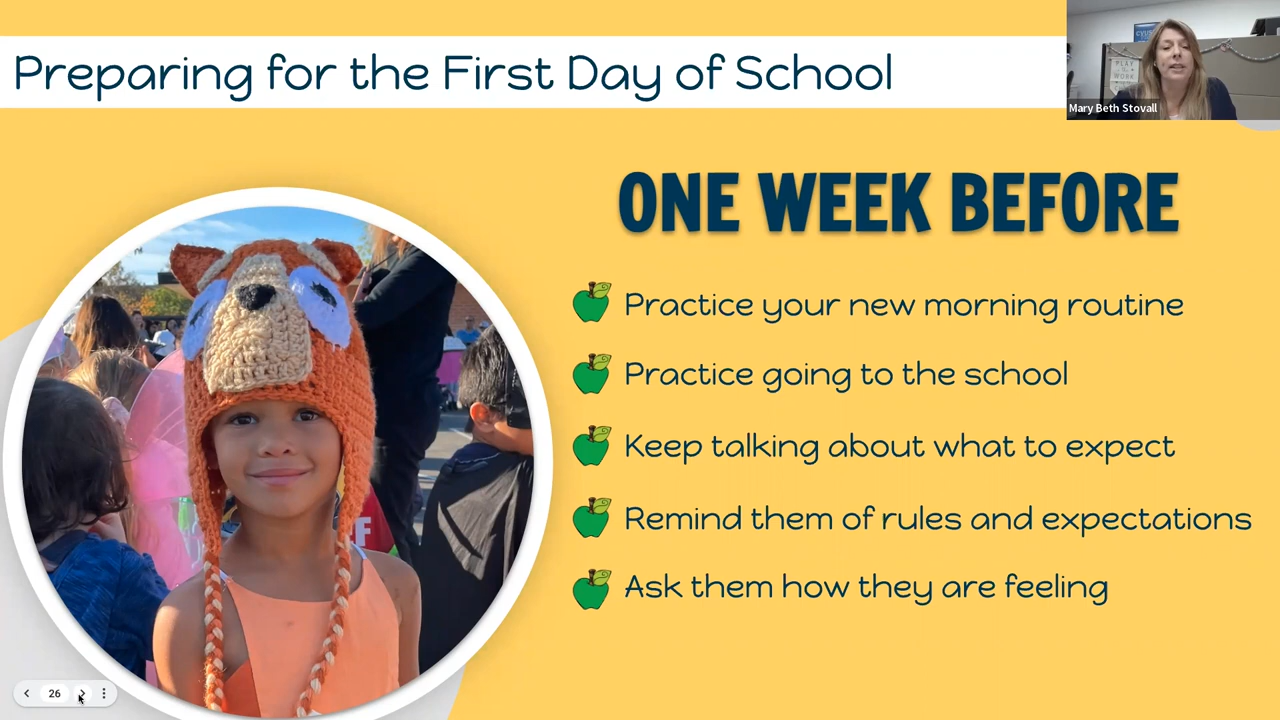 Preparing for the First Day of School
PLAY
WORK
Mary Beth Stovall
ONE WEEK BEFORE
Practice your new morning routine
Practice going to the school
Keep talking about what to expect
Remind them of rules and expectations
Ask them how they are feeling
26